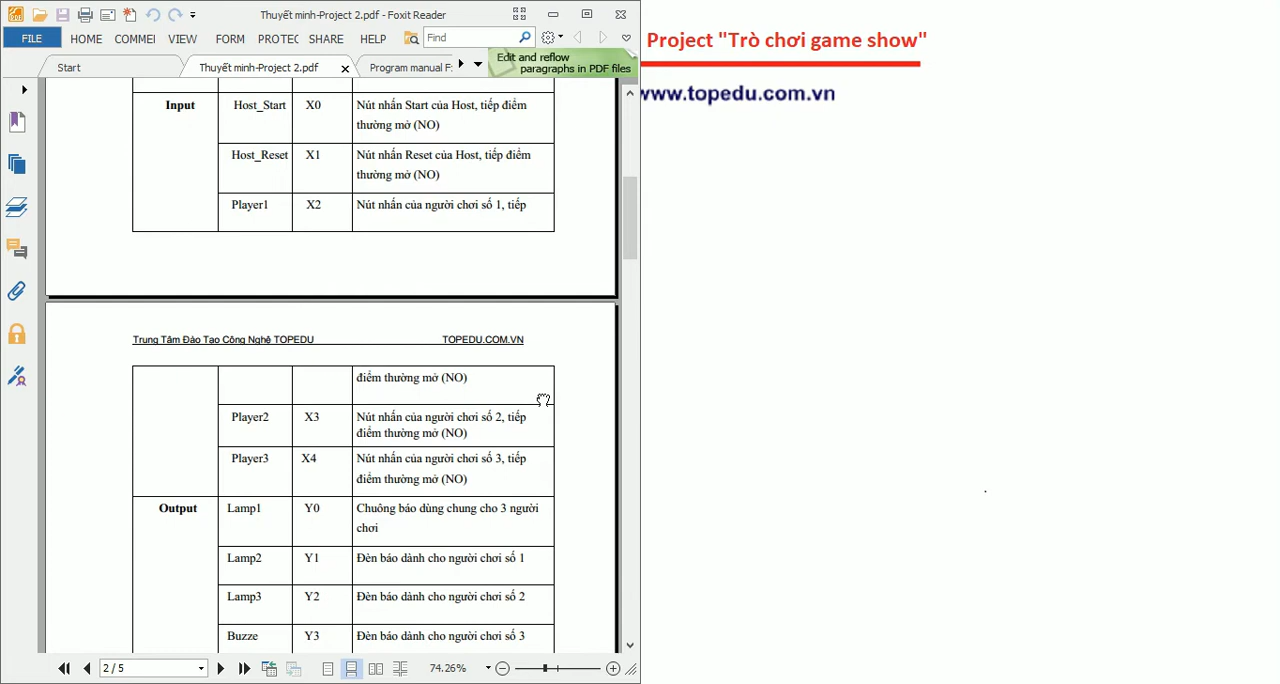 Thuyết minh-Project 2.pdf - Foxit Reader
FILE HOME COMMEI VIEW FORM PROTEC SHARE HELP Find
Start Thuyết minh-Project 2.pdf Program manual F:
Edit and reflow
paragraphs in PDF files
Project "Trò chơi game show"
www.topedu.com.vn
Input Host_Start X0 Nút nhấn Start của Host, tiếp điểm
thường mở (NO)
Host_Reset X1 Nút nhấn Reset của Host, tiếp điểm
thường mở (NO)
Player1 X2 Nút nhấn của người chơi số 1, tiếp
Trung Tâm Đào Tạo Công Nghệ TOPEDU TOPEDU.COM.VN
điểm thường mở (NO)
Player2 X3 Nút nhấn của người chơi số 2, tiếp
điểm thường mở (NO)
Player3 X4 Nút nhấn của người chơi số 3, tiếp
điểm thường mở (NO)
Output Lamp1 Y0 Chuông báo dùng chung cho 3 người
chơi
Lamp2 Y1 Đèn báo dành cho người chơi số 1
Lamp3 Y2 Đèn báo dành cho người chơi số 2
Buzze Y3 Đèn báo dành cho người chơi số 3
2 / 5 74.26%